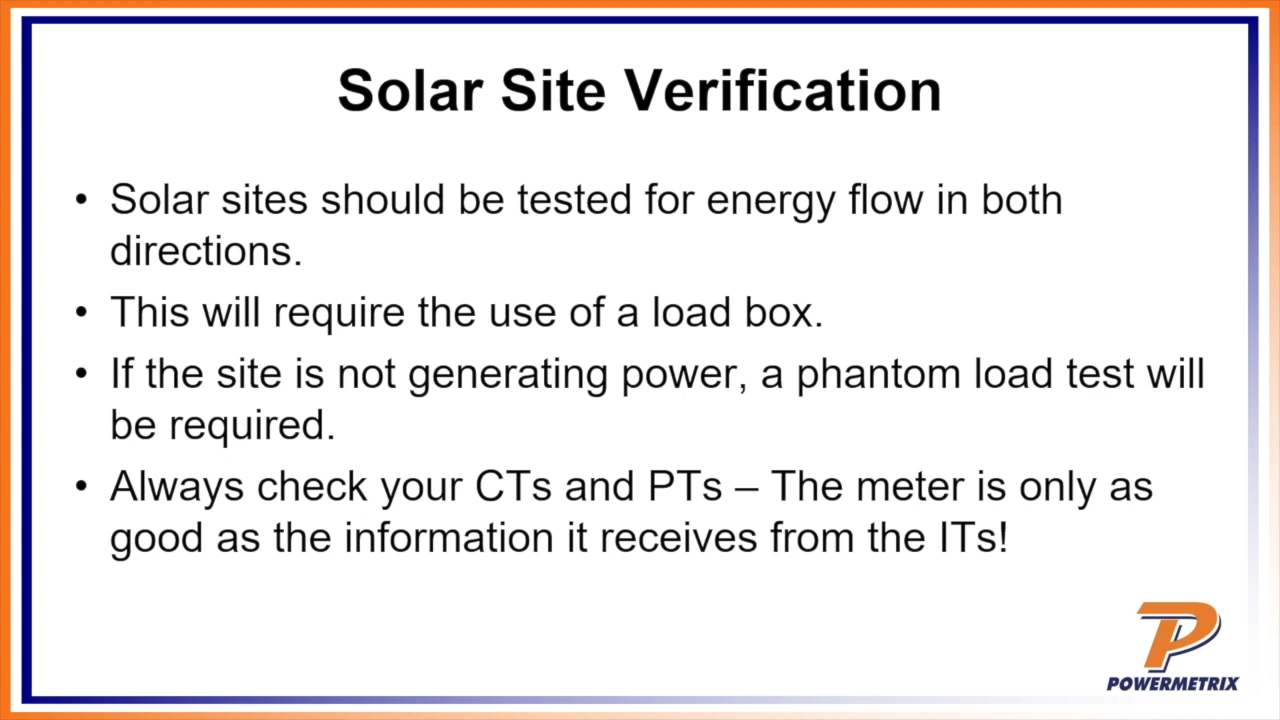 Solar Site Verification
• Solar sites should be tested for energy flow in both
directions.
• This will require the use of a load box.
• If the site is not generating power, a phantom load test will
be required.
• Always check your CTs and PTs – The meter is only as
good as the information it receives from the ITs!
POWERMETRIX